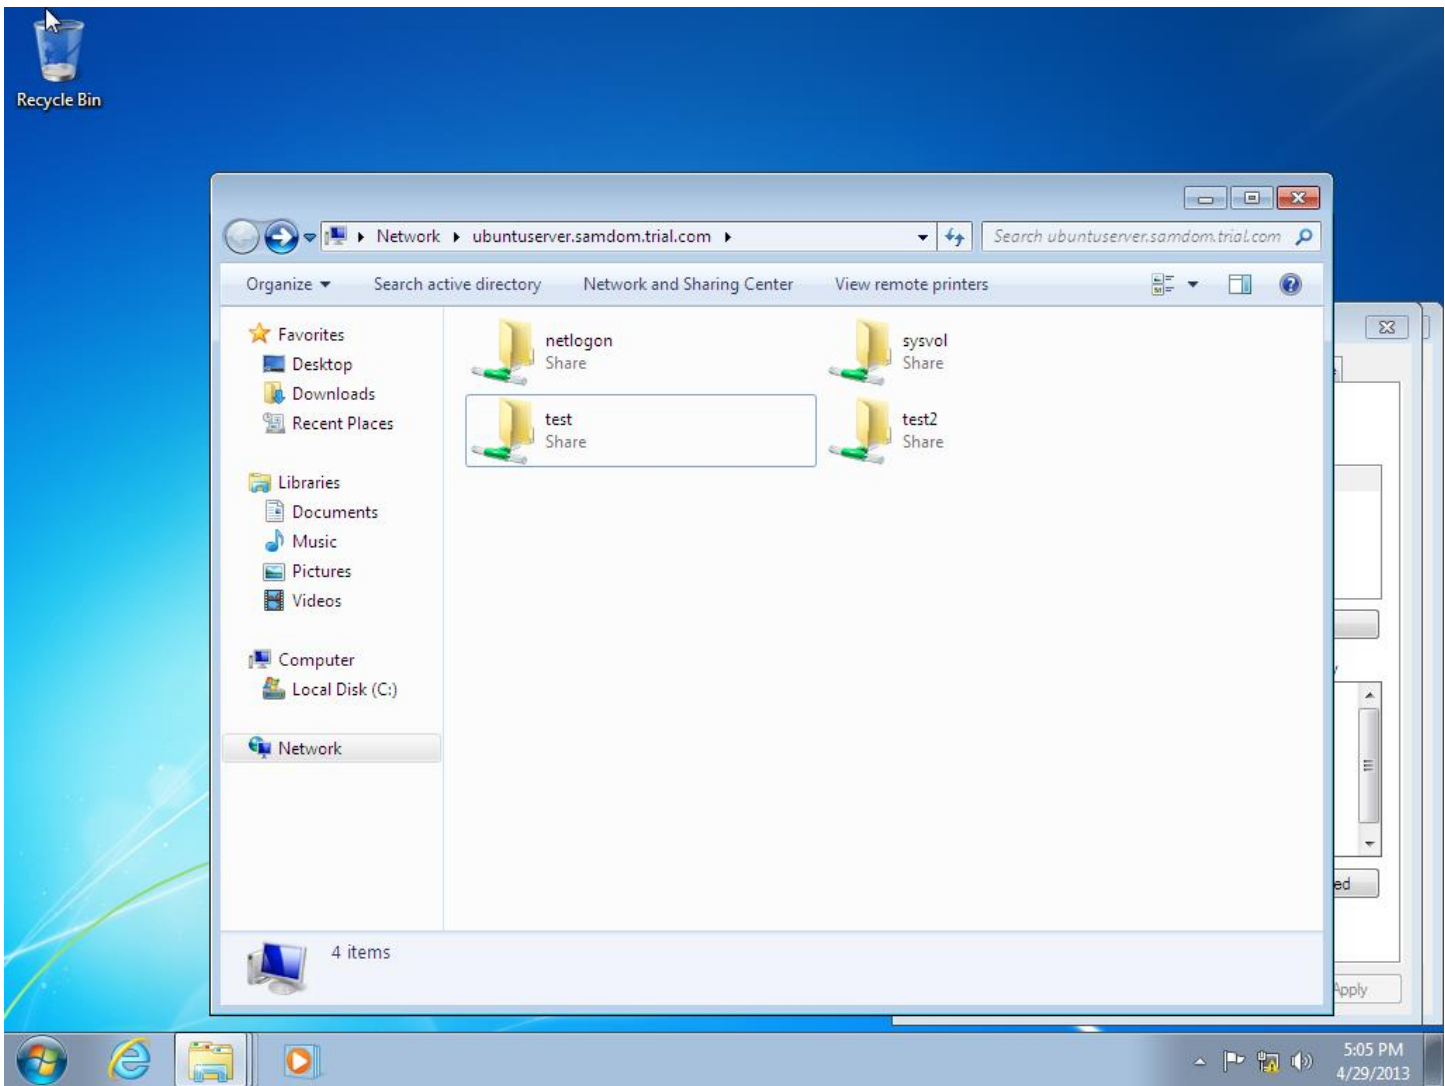 Recycle Bin
Network ubuntuserver.samdom.trial.com
Search ubuntuserver.samdom.trial.com
Organize Search active directory Network and Sharing Center View remote printers
Favorites
Desktop
Downloads
Recent Places
Libraries
Documents
Music
Pictures
Videos
Computer
Local Disk (C:)
Network
netlogon
Share
sysvol
Share
test
Share
test2
Share
4 items
ed
Apply
5:05 PM
4/29/2013